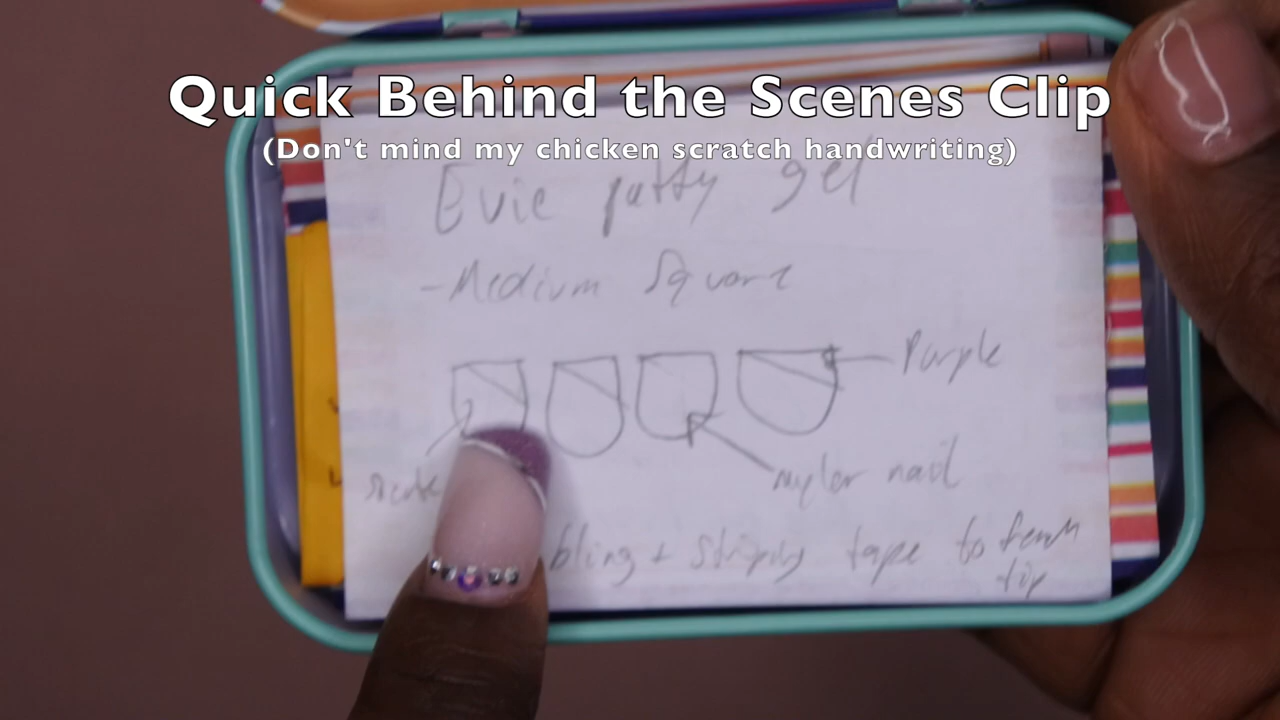 Quick Behind the Scenes Clip
(Don't mind my chicken scratch handwriting)
Evie putty gel
-Medium Square
Purple
mylar nail
bling + striping tape to french
tip